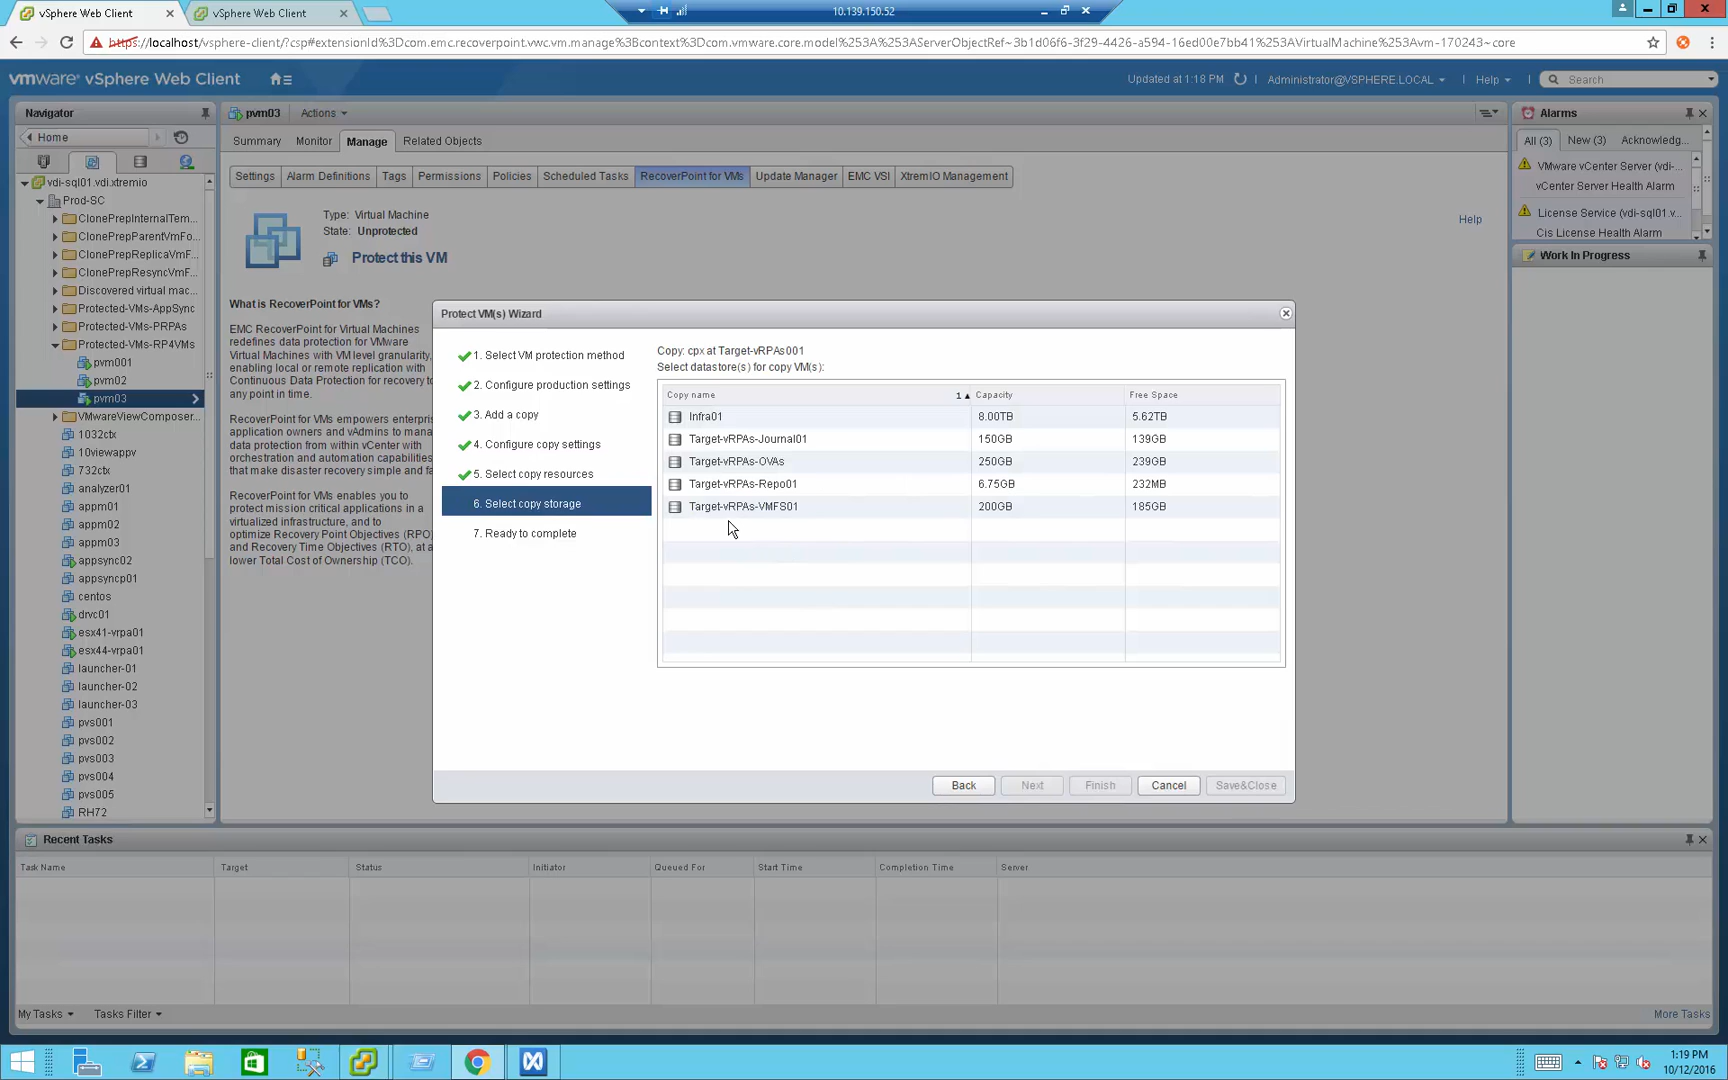 vSphere Web Client
vSphere Web Client
10.139.150.52
https://localhost/vsphere-client/?csp#extensionId%3Dcom.emc.recoverpoint.vwc.vm.manage%3Bcontext%3Dcom.vmware.core.model%253A%253AServerObjectRef~3b1d06f6-3f29-4426-a594-16ed00e7bb41%253AVirtualMachine%253Avm-170243~core
vmware vSphere Web Client
Updated at 1:18 PM
Administrator@VSPHERE.LOCAL
Help
Search
Navigator
Home
vdi-sql01.vdi.xtremio
Prod-SC
ClonePrepInternalTem...
ClonePrepParentVmFo...
ClonePrepReplicaVmF...
ClonePrepResyncVmF...
Discovered virtual mac...
Protected-VMs-AppSync
Protected-VMs-PRPAs
Protected-VMs-RP4VMs
pvm001
pvm02
pvm03
VMwareViewComposer...
1032ctx
10viewappv
732ctx
analyzer01
appm01
appm02
appm03
appsync02
appsyncp01
centos
drvc01
esx41-vrpa01
esx44-vrpa01
launcher-01
launcher-02
launcher-03
pvs001
pvs002
pvs003
pvs004
pvs005
RH72
pvm03
Actions
Summary
Monitor
Manage
Related Objects
Settings
Alarm Definitions
Tags
Permissions
Policies
Scheduled Tasks
RecoverPoint for VMs
Update Manager
EMC VSI
XtremIO Management
Type: Virtual Machine
State: Unprotected
Help
Protect this VM
What is RecoverPoint for VMs?
EMC RecoverPoint for Virtual Machines
redefines data protection for VMware
Virtual Machines with VM level granularity,
enabling local or remote replication with
Continuous Data Protection for recovery to
any point in time.
RecoverPoint for VMs empowers enterpris
application owners and vAdmins to mana
data protection from within vCenter with
orchestration and automation capabilities
that make disaster recovery simple and fa
RecoverPoint for VMs enables you to
protect mission critical applications in a
virtualized infrastructure, and to
optimize Recovery Point Objectives (RPO)
and Recovery Time Objectives (RTO), at a
lower Total Cost of Ownership (TCO).
Protect VM(s) Wizard
1. Select VM protection method
2. Configure production settings
3. Add a copy
4. Configure copy settings
5. Select copy resources
6. Select copy storage
7. Ready to complete
Copy: cpx at Target-vRPAs001
Select datastore(s) for copy VM(s):
Copy name 1 ▲ Capacity Free Space
Infra01 8.00TB 5.62TB
Target-vRPAs-Journal01 150GB 139GB
Target-vRPAs-OVAs 250GB 239GB
Target-vRPAs-Repo01 6.75GB 232MB
Target-vRPAs-VMFS01 200GB 185GB
Back
Next
Finish
Cancel
Save&Close
Alarms
All (3)
New (3)
Acknowledg...
VMware vCenter Server (vdi-...
vCenter Server Health Alarm
License Service (vdi-sql01.v...
Cis License Health Alarm
Work In Progress
Recent Tasks
Task Name Target Status Initiator Queued For Start Time Completion Time Server
My Tasks
Tasks Filter
More Tasks
1:19 PM
10/12/2016